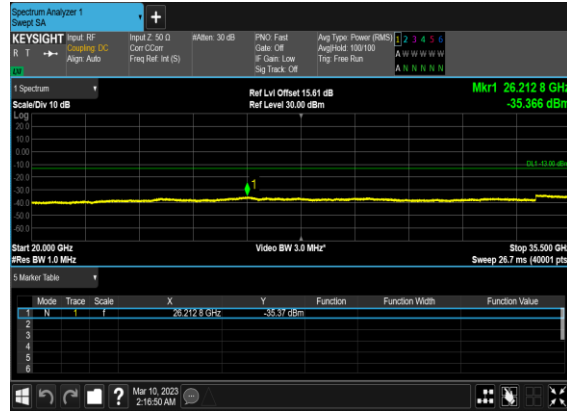 Spectrum Analyzer 1
Swept SA
+
KEYSIGHT Input: RF Input Z: 50 Ω #Atten: 30 dB PNO: Fast Avg Type: Power (RMS) 1 2 3 4 5 6
R T Coupling: DC Corr CCorr Gate: Off Avg|Hold: 100/100 A W W W W W
Align: Auto Freq Ref: Int (S) IF Gain: Low Trig: Free Run
Sig Track: Off A N N N N N
1 Spectrum Ref Lvl Offset 15.61 dB Mkr1 26.212 8 GHz
Scale/Div 10 dB Ref Level 30.00 dBm -35.366 dBm
Log
20.0
10.0
0.00
-10.0
DL1 -13.00 dBm
-20.0
1
-30.0
-40.0
-50.0
-60.0
Start 20.000 GHz Video BW 3.0 MHz* Stop 35.500 GHz
#Res BW 1.0 MHz Sweep 26.7 ms (40001 pts)
5 Marker Table
Mode Trace Scale X Y Function Function Width Function Value
1 N 1 f 26.212 8 GHz -35.37 dBm
2
3
4
5
6
? Mar 10, 2023
2:16:50 AM